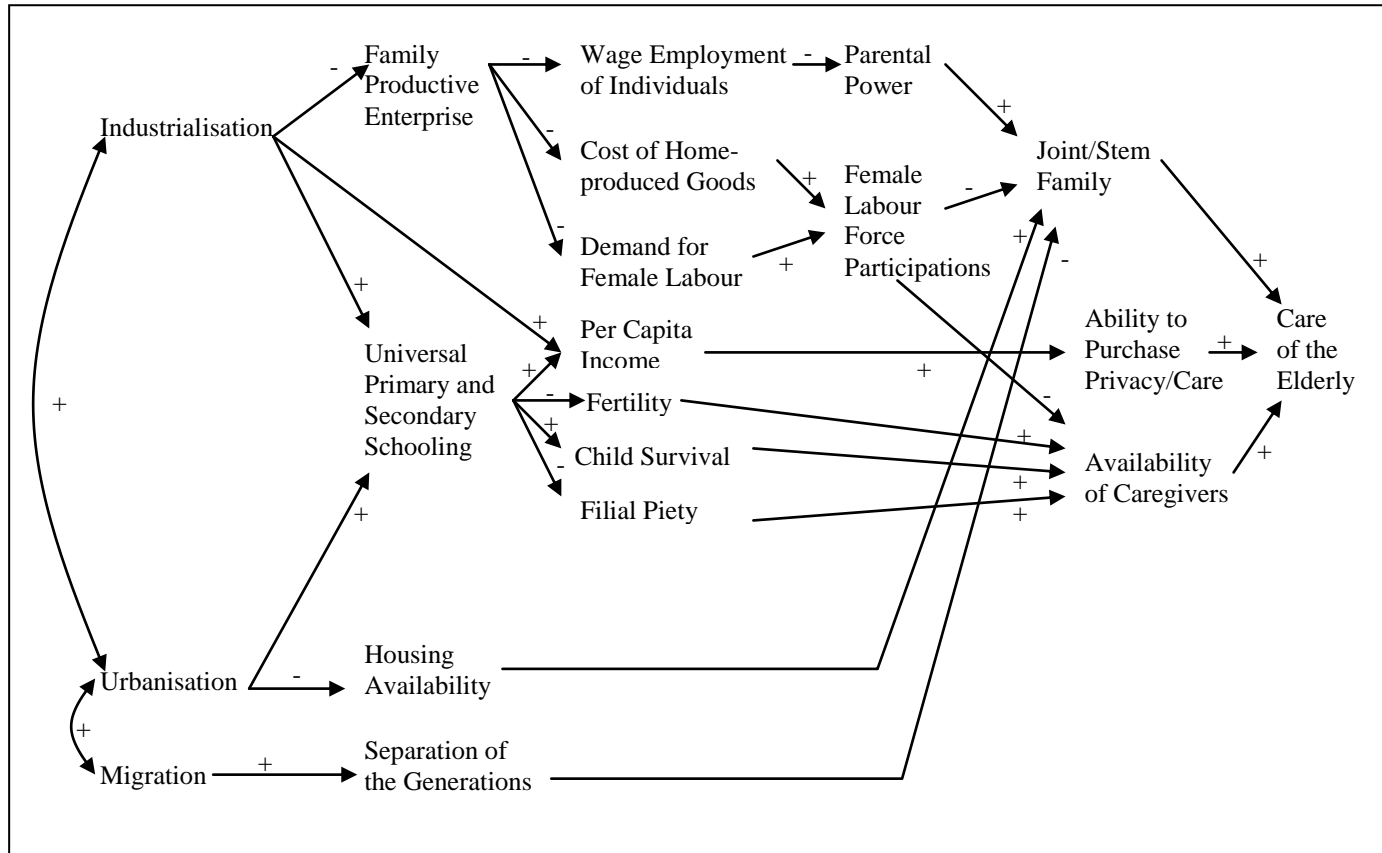 Family
Productive
Enterprise
Wage Employment
of Individuals
Parental
Power
Industrialisation
Cost of Home-
produced Goods
Female
Labour
Force
Participations
Joint/Stem
Family
Demand for
Female Labour
Universal
Primary and
Secondary
Schooling
Per Capita
Income
Ability to
Purchase
Privacy/Care
Care
of the
Elderly
Fertility
Child Survival
Filial Piety
Availability
of Caregivers
Urbanisation
Housing
Availability
Migration
Separation of
the Generations
-
-
-
+
-
+
-
-
+
+
+
-
+
+
+
+
+
-
+
-
+
-
+
+
+
+
+
+
-
+
+